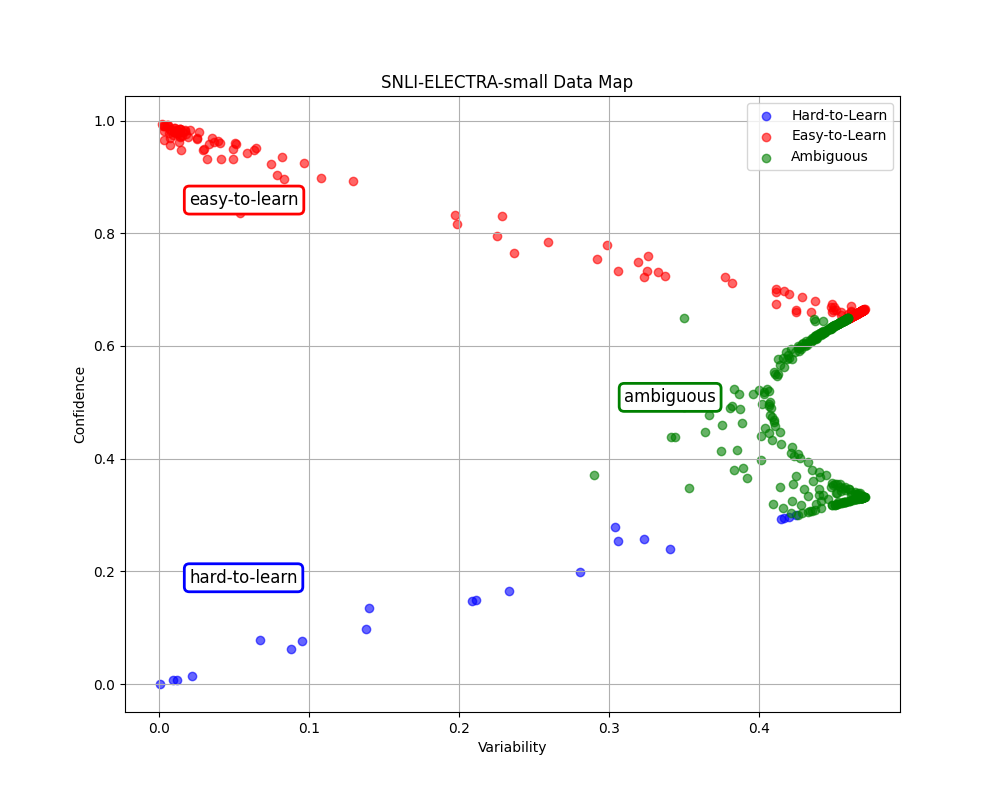 SNLI-ELECTRA-small Data Map
Hard-to-Learn
Easy-to-Learn
Ambiguous
1.0
0.8
0.6
0.4
0.2
0.0
Confidence
easy-to-learn
ambiguous
hard-to-learn
0.0
0.1
0.2
0.3
0.4
Variability